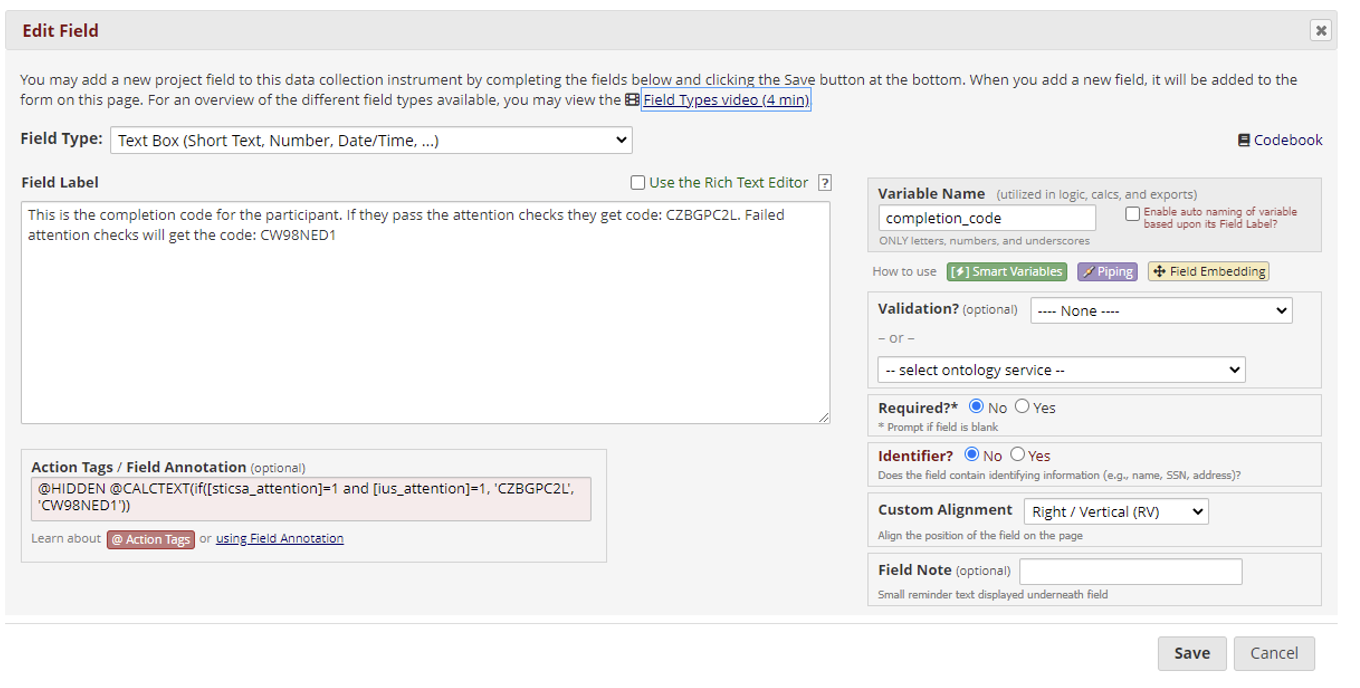 Edit Field
You may add a new project field to this data collection instrument by completing the fields below and clicking the Save button at the bottom. When you add a new field, it will be added to the
form on this page. For an overview of the different field types available, you may view the Field Types video (4 min).
Field Type: Text Box (Short Text, Number, Date/Time, ...)
Codebook
Field Label
Use the Rich Text Editor ?
This is the completion code for the participant. If they pass the attention checks they get code: CZBGPC2L. Failed
attention checks will get the code: CW98NED1
Action Tags / Field Annotation (optional)
@HIDDEN @CALCTEXT(if([sticsa_attention]=1 and [ius_attention]=1, 'CZBGPC2L',
'CW98NED1'))
Learn about @ Action Tags or using Field Annotation
Variable Name (utilized in logic, calcs, and exports)
completion_code
Enable auto naming of variable
based upon its Field Label?
ONLY letters, numbers, and underscores
How to use [⚡] Smart Variables Piping Field Embedding
Validation? (optional) ---- None ----
– or –
-- select ontology service --
Required?* No Yes
* Prompt if field is blank
Identifier? No Yes
Does the field contain identifying information (e.g., name, SSN, address)?
Custom Alignment Right / Vertical (RV)
Align the position of the field on the page
Field Note (optional)
Small reminder text displayed underneath field
Save Cancel